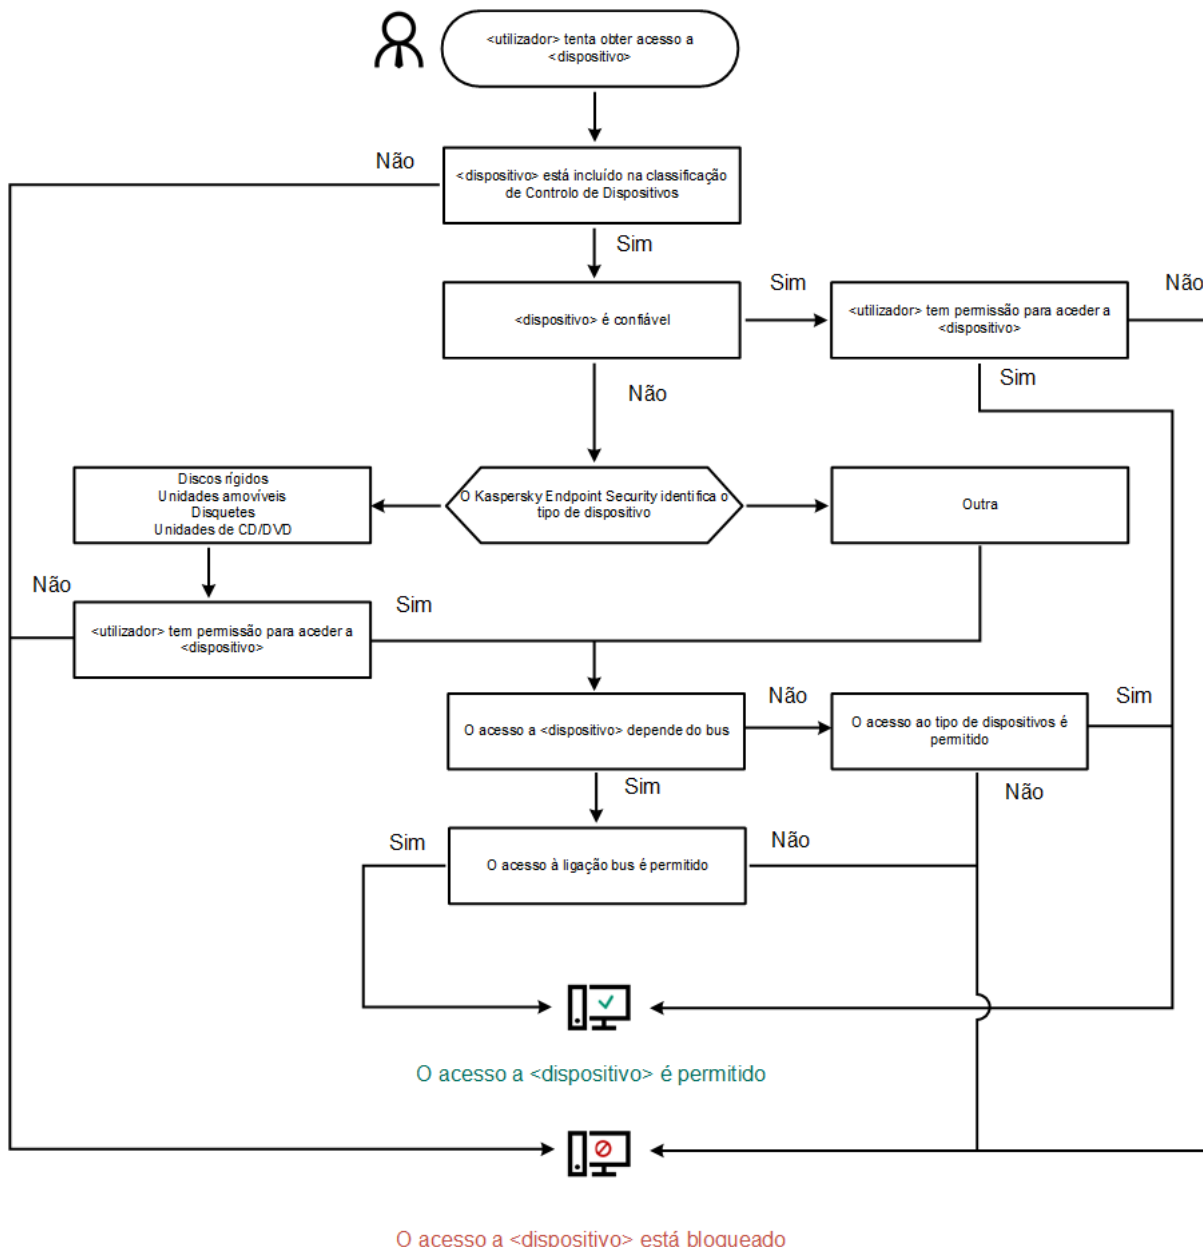 <utilizador> tenta obter acesso a
<dispositivo>
Não
<dispositivo> está incluído na classificação
de Controlo de Dispositivos
Sim
<dispositivo> é confiável
Sim
<utilizador> tem permissão para aceder a
<dispositivo>
Não
Sim
Não
Discos rígidos
Unidades amovíveis
Disquetes
Unidades de CD/DVD
O Kaspersky Endpoint Security identifica o
tipo de dispositivo
Outra
Não
<utilizador> tem permissão para aceder a
<dispositivo>
Sim
O acesso a <dispositivo> depende do bus
Não
O acesso ao tipo de dispositivos é
permitido
Sim
Sim
Não
Sim
O acesso à ligação bus é permitido
Não
O acesso a <dispositivo> é permitido
O acesso a <dispositivo> está bloqueado